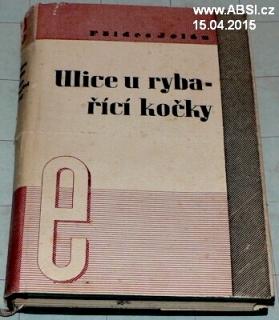 www.ABSI.cz
15.04.2015
Földes Jolán
Ulice u ryba-
řící kočky
e